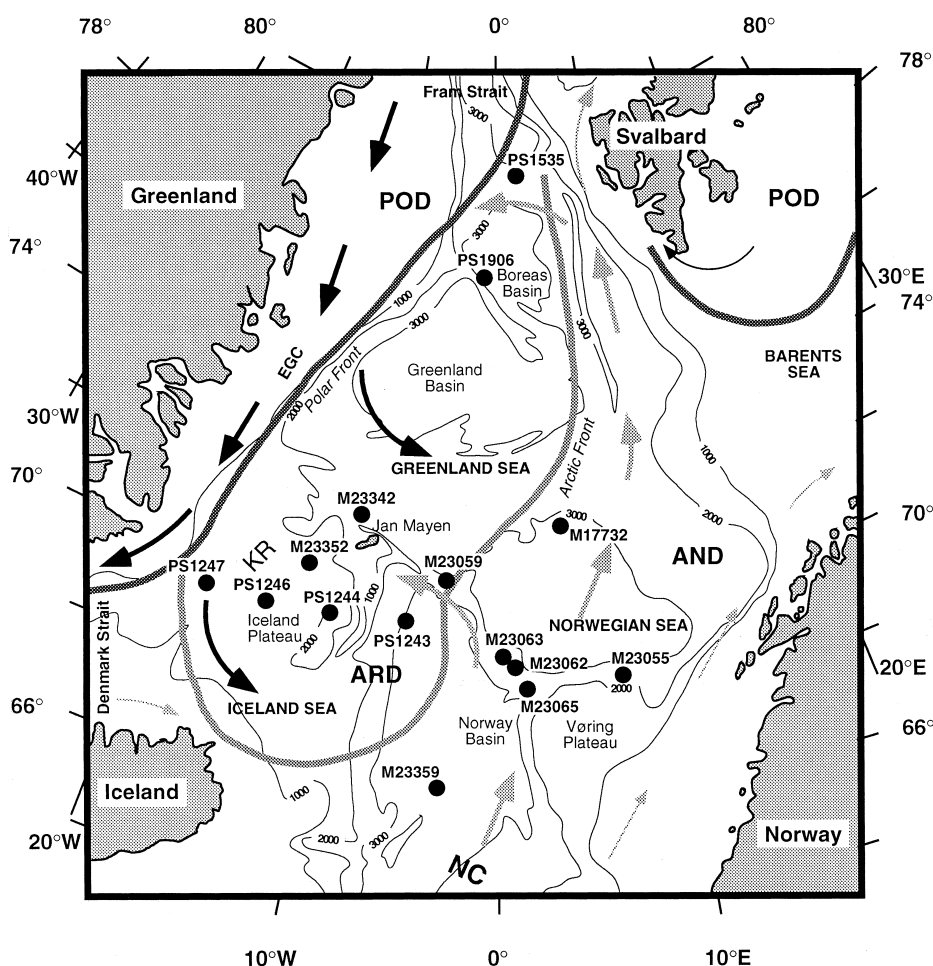 78° 80° 0° 80°
78°
Fram Strait
3000
Svalbard
PS1535
40°W
Greenland
POD
POD
74°
3000
PS1906
Boreas
Basin
30°E
74°
1000
3000
EGC
Polar Front
2000
3000
BARENTS
SEA
Greenland
Basin
30°W
Arctic Front
1000
GREENLAND SEA
70°
M23342
3000
2000
70°
Jan Mayen
M17732
KR
M23352
AND
PS1247
M23059
PS1246
PS1244
1000
Iceland
Plateau
2000
PS1243
NORWEGIAN SEA
M23063
M23062
M23055
20°E
Denmark Strait
ARD
2000
66°
ICELAND SEA
M23065
Norway
Basin
Vøring
Plateau
66°
M23359
Iceland
1000
20°W
2000
3000
Norway
NC
10°W 0° 10°E